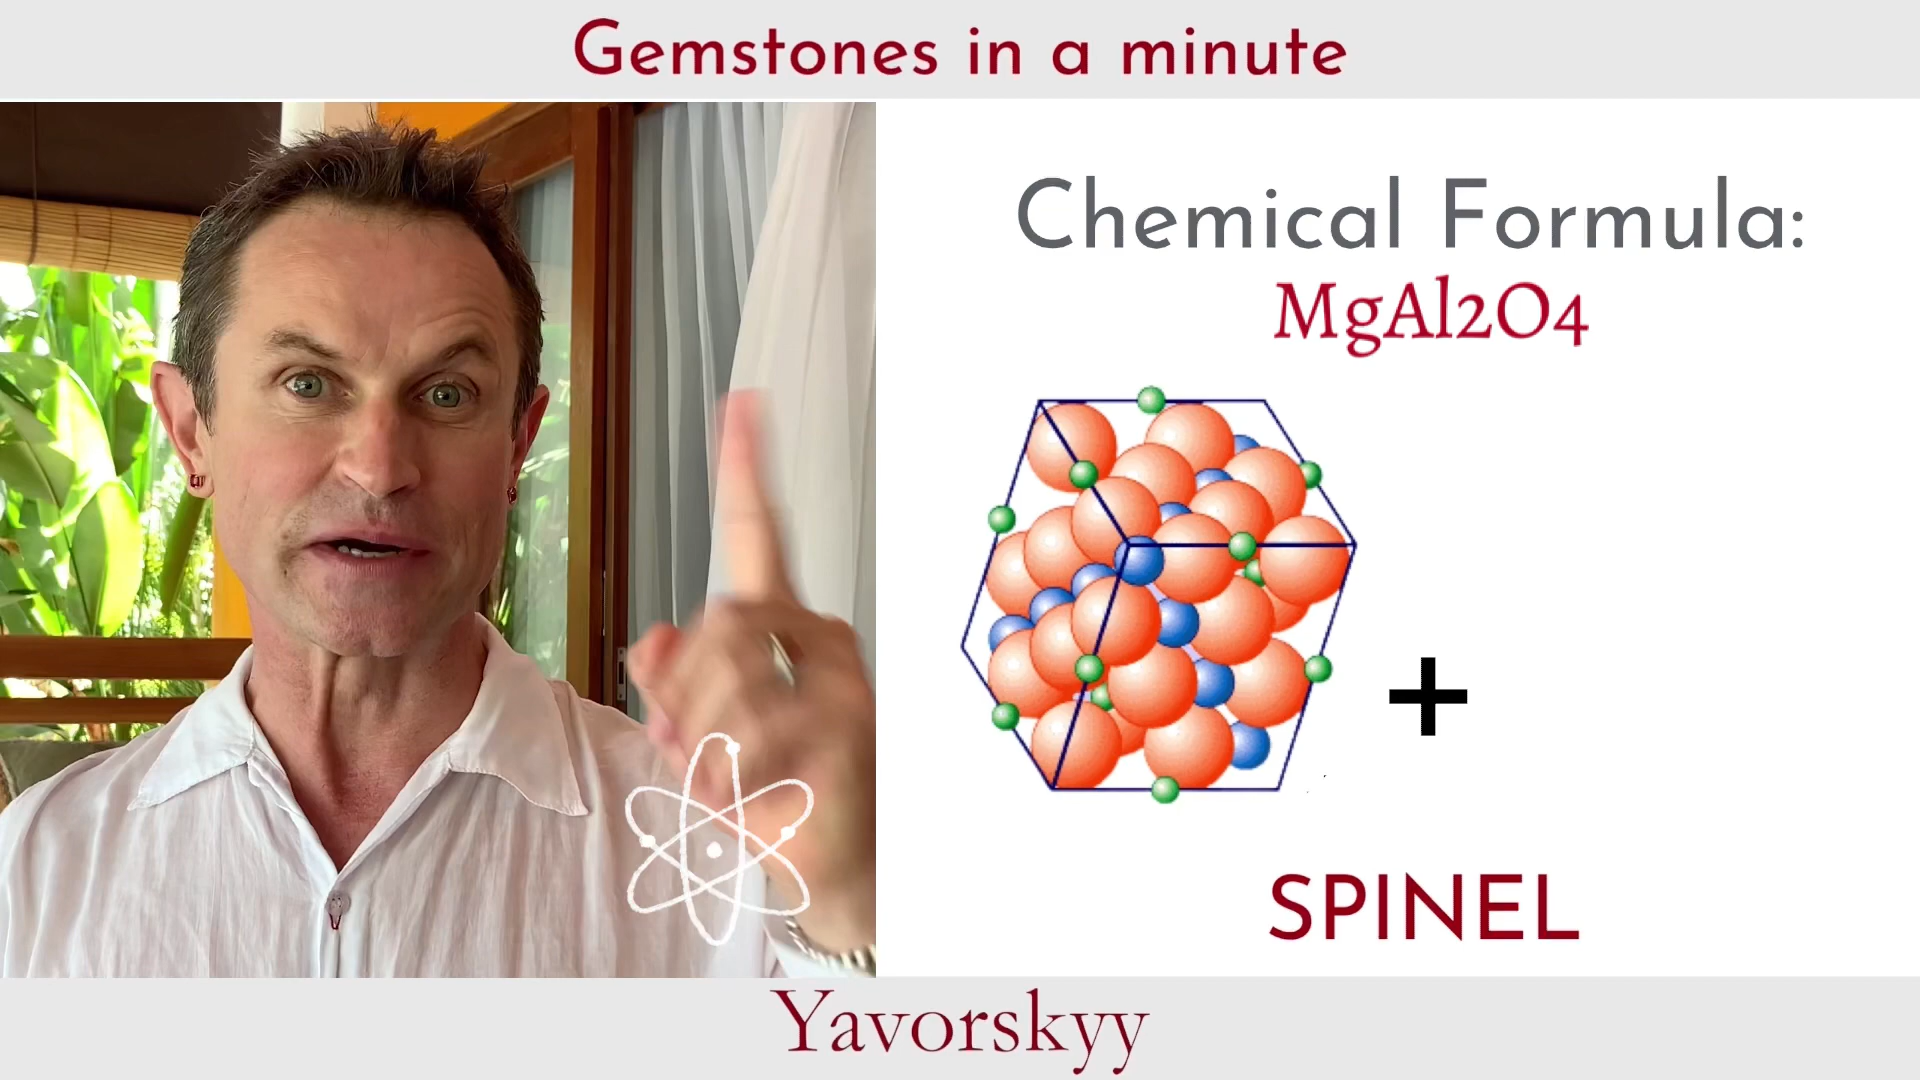 Gemstones in a minute
Chemical Formula:
MgAl2O4
+
SPINEL
Yavorskyy